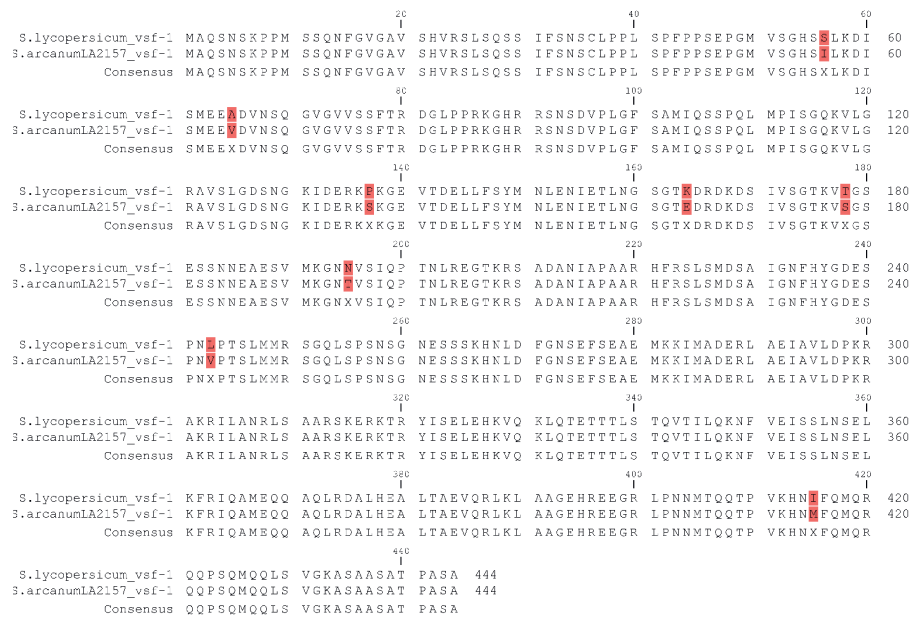 20 40 60
S.lycopersicum_vsf-1 MAQSNSKPPM SSQNFGVGAV SHVRSLSQSS IFSNSCLPPL SPFPPSEPGM VSGHSSLKDI 60
S.arcanumLA2157_vsf-1 MAQSNSKPPM SSQNFGVGAV SHVRSLSQSS IFSNSCLPPL SPFPPSEPGM VSGHSILKDI 60
Consensus MAQSNSKPPM SSQNFGVGAV SHVRSLSQSS IFSNSCLPPL SPFPPSEPGM VSGHSXLKDI
80 100 120
S.lycopersicum_vsf-1 SMEEADVNSQ GVGVVSSFTR DGLPPRKGHR RSNSDVPLGF SAMIQSSPQL MPISGQKVLG 120
S.arcanumLA2157_vsf-1 SMEEVDVNSQ GVGVVSSFTR DGLPPRKGHR RSNSDVPLGF SAMIQSSPQL MPISGQKVLG 120
Consensus SMEEXDVNSQ GVGVVSSFTR DGLPPRKGHR RSNSDVPLGF SAMIQSSPQL MPISGQKVLG
140 160 180
S.lycopersicum_vsf-1 RAVSLGDSNG KIDERKPKGE VTDELLFSYM NLENIETLNG SGTKDRDKDS IVSGTKVTGS 180
S.arcanumLA2157_vsf-1 RAVSLGDSNG KIDERKSKGE VTDELLFSYM NLENIETLNG SGTEDRDKDS IVSGTKVSGS 180
Consensus RAVSLGDSNG KIDERKXKGE VTDELLFSYM NLENIETLNG SGTXDRDKDS IVSGTKVXGS
200 220 240
S.lycopersicum_vsf-1 ESSNNEAESV MKGNNVSIQP TNLREGTKRS ADANIAPAAR HFRSLSMDSA IGNFHYGDES 240
S.arcanumLA2157_vsf-1 ESSNNEAESV MKGNTVSIQP TNLREGTKRS ADANIAPAAR HFRSLSMDSA IGNFHYGDES 240
Consensus ESSNNEAESV MKGNXVSIQP TNLREGTKRS ADANIAPAAR HFRSLSMDSA IGNFHYGDES
260 280 300
S.lycopersicum_vsf-1 PNLPTSLMMR SGQLSPSNSG NESSSKHNLD FGNSEFSEAE MKKIMADERL AEIAVLDPKR 300
S.arcanumLA2157_vsf-1 PNVPTSLMMR SGQLSPSNSG NESSSKHNLD FGNSEFSEAE MKKIMADERL AEIAVLDPKR 300
Consensus PNXPTSLMMR SGQLSPSNSG NESSSKHNLD FGNSEFSEAE MKKIMADERL AEIAVLDPKR
320 340 360
S.lycopersicum_vsf-1 AKRILANRLS AARSKERKTR YISELEHKVQ KLQTETTTLS TQVTILQKNF VEISSLNSEL 360
S.arcanumLA2157_vsf-1 AKRILANRLS AARSKERKTR YISELEHKVQ KLQTETTTLS TQVTILQKNF VEISSLNSEL 360
Consensus AKRILANRLS AARSKERKTR YISELEHKVQ KLQTETTTLS TQVTILQKNF VEISSLNSEL
380 400 420
S.lycopersicum_vsf-1 KFRIQAMEQQ AQLRDALHEA LTAEVQRLKL AAGEHREEGR LPNNMTQQTP VKHNIFQMQR 420
S.arcanumLA2157_vsf-1 KFRIQAMEQQ AQLRDALHEA LTAEVQRLKL AAGEHREEGR LPNNMTQQTP VKHNMFQMQR 420
Consensus KFRIQAMEQQ AQLRDALHEA LTAEVQRLKL AAGEHREEGR LPNNMTQQTP VKHNXFQMQR
440
S.lycopersicum_vsf-1 QQPSQMQQLS VGKASAASAT PASA 444
S.arcanumLA2157_vsf-1 QQPSQMQQLS VGKASAASAT PASA 444
Consensus QQPSQMQQLS VGKASAASAT PASA